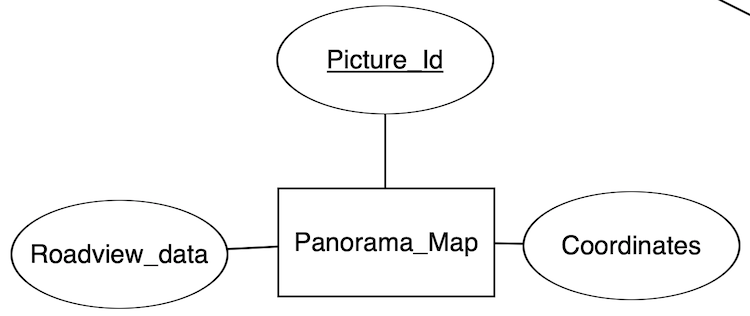 Picture_Id
Roadview_data
Panorama_Map
Coordinates